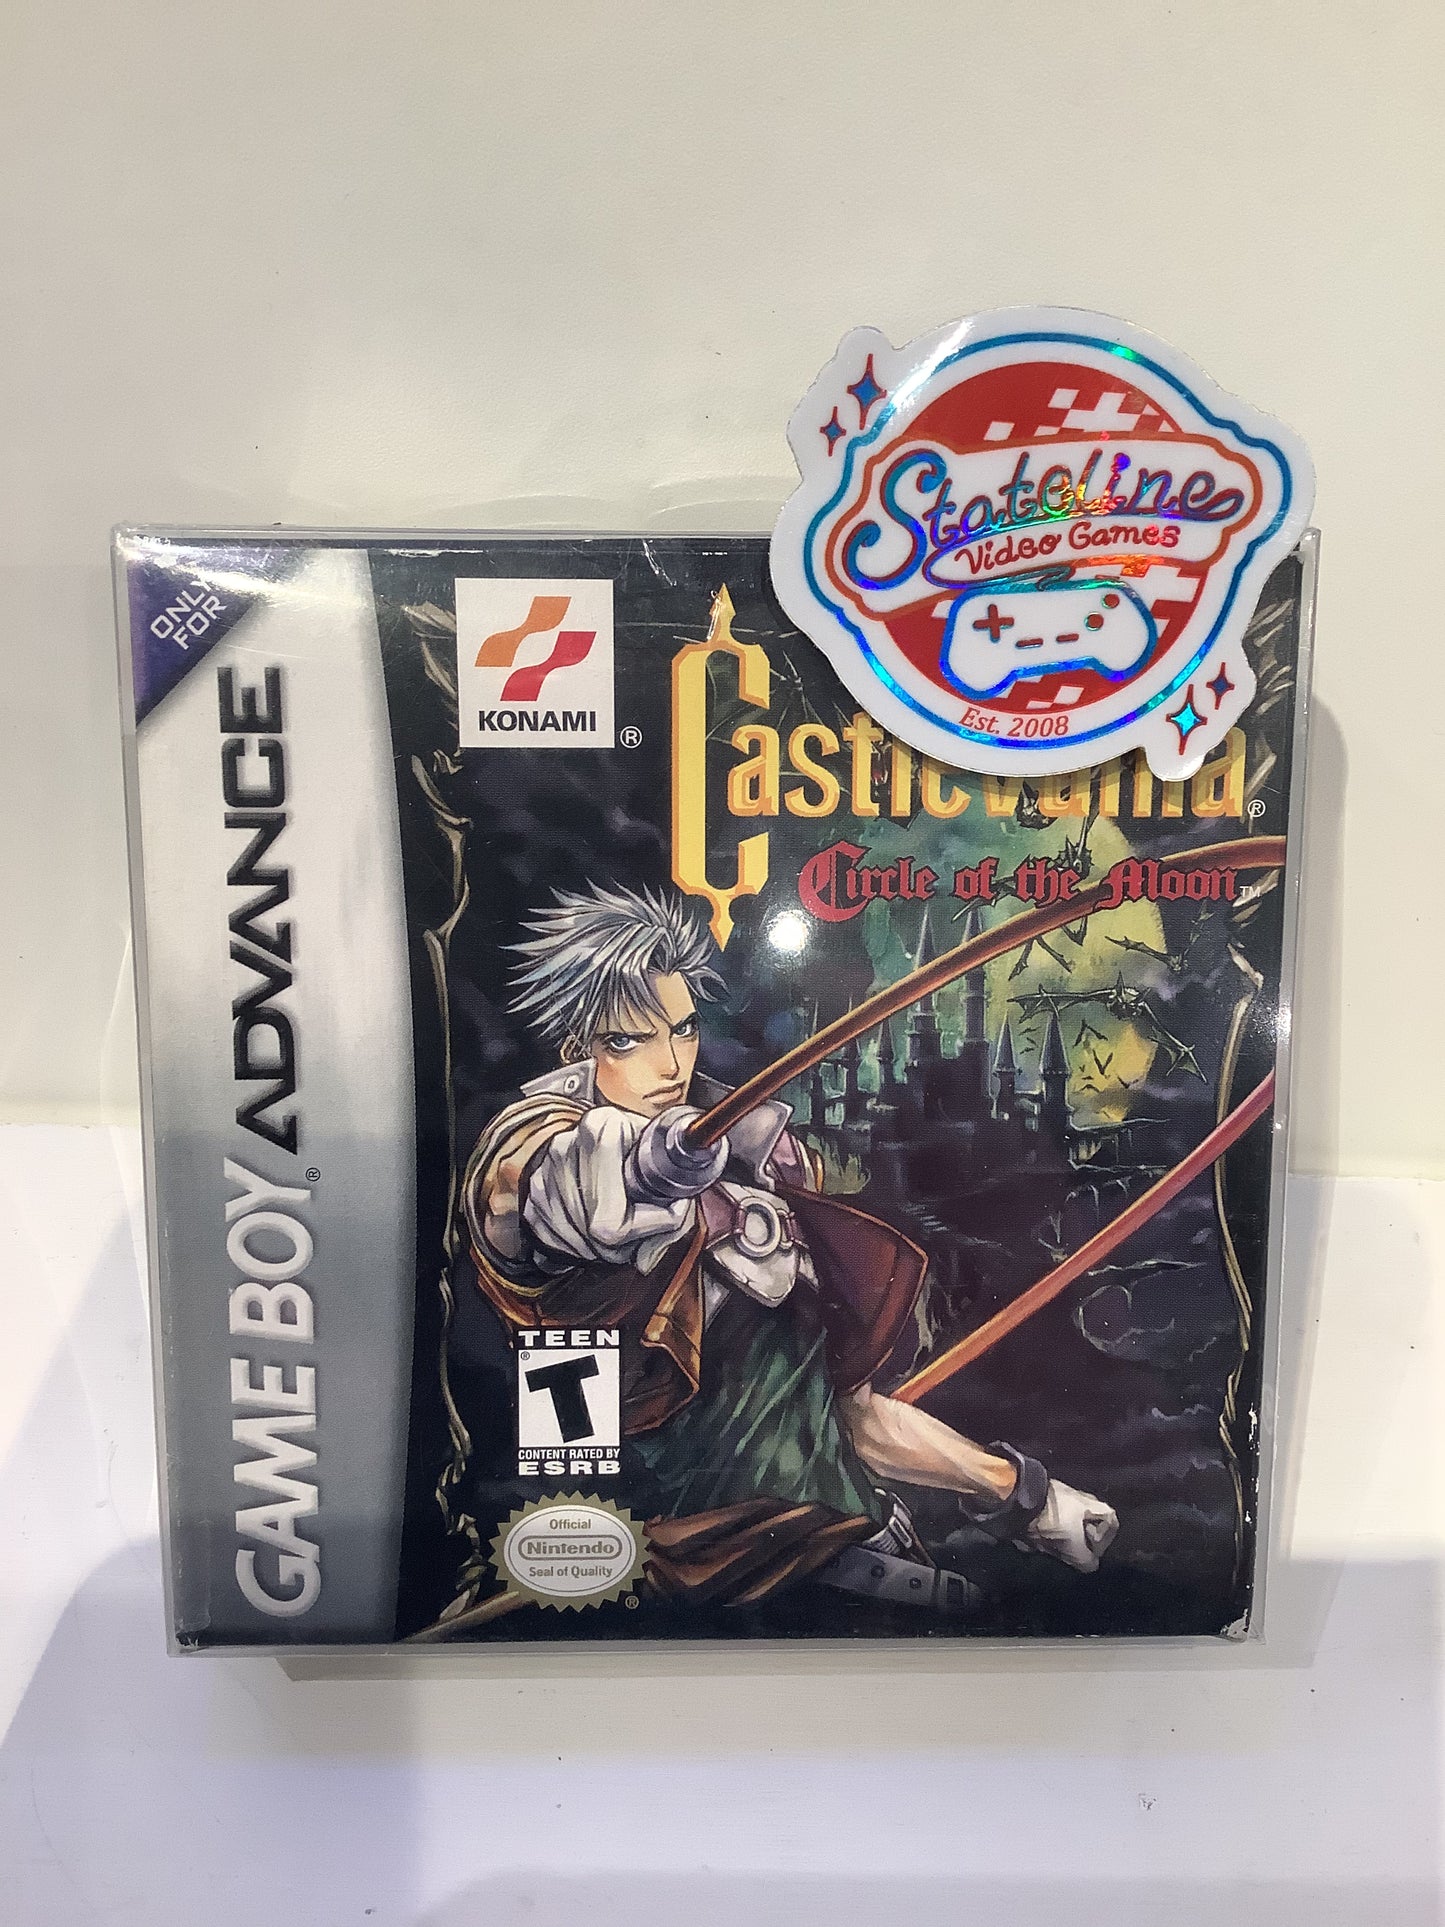 Stateline
Video Games
Est. 2008
ONLY
FOR
GAME BOY ADVANCE
®
KONAMI
®
Castlevania
®
Circle of the Moon
TM
TEEN
T
®
CONTENT RATED BY
ESRB
Official
Nintendo
Seal of Quality
®